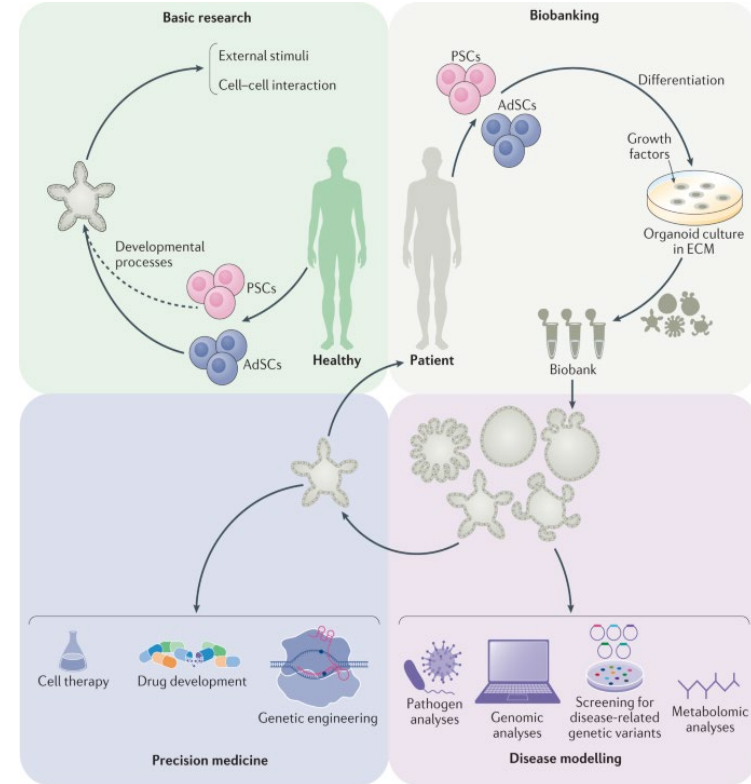 Basic research
External stimuli
Cell–cell interaction
Developmental
processes
PSCs
AdSCs
Healthy
Biobanking
PSCs
AdSCs
Differentiation
Growth
factors
Organoid culture
in ECM
Patient
Biobank
Cell therapy
Drug development
Genetic engineering
Precision medicine
Pathogen
analyses
Genomic
analyses
Screening for
disease-related
genetic variants
Metabolomic
analyses
Disease modelling